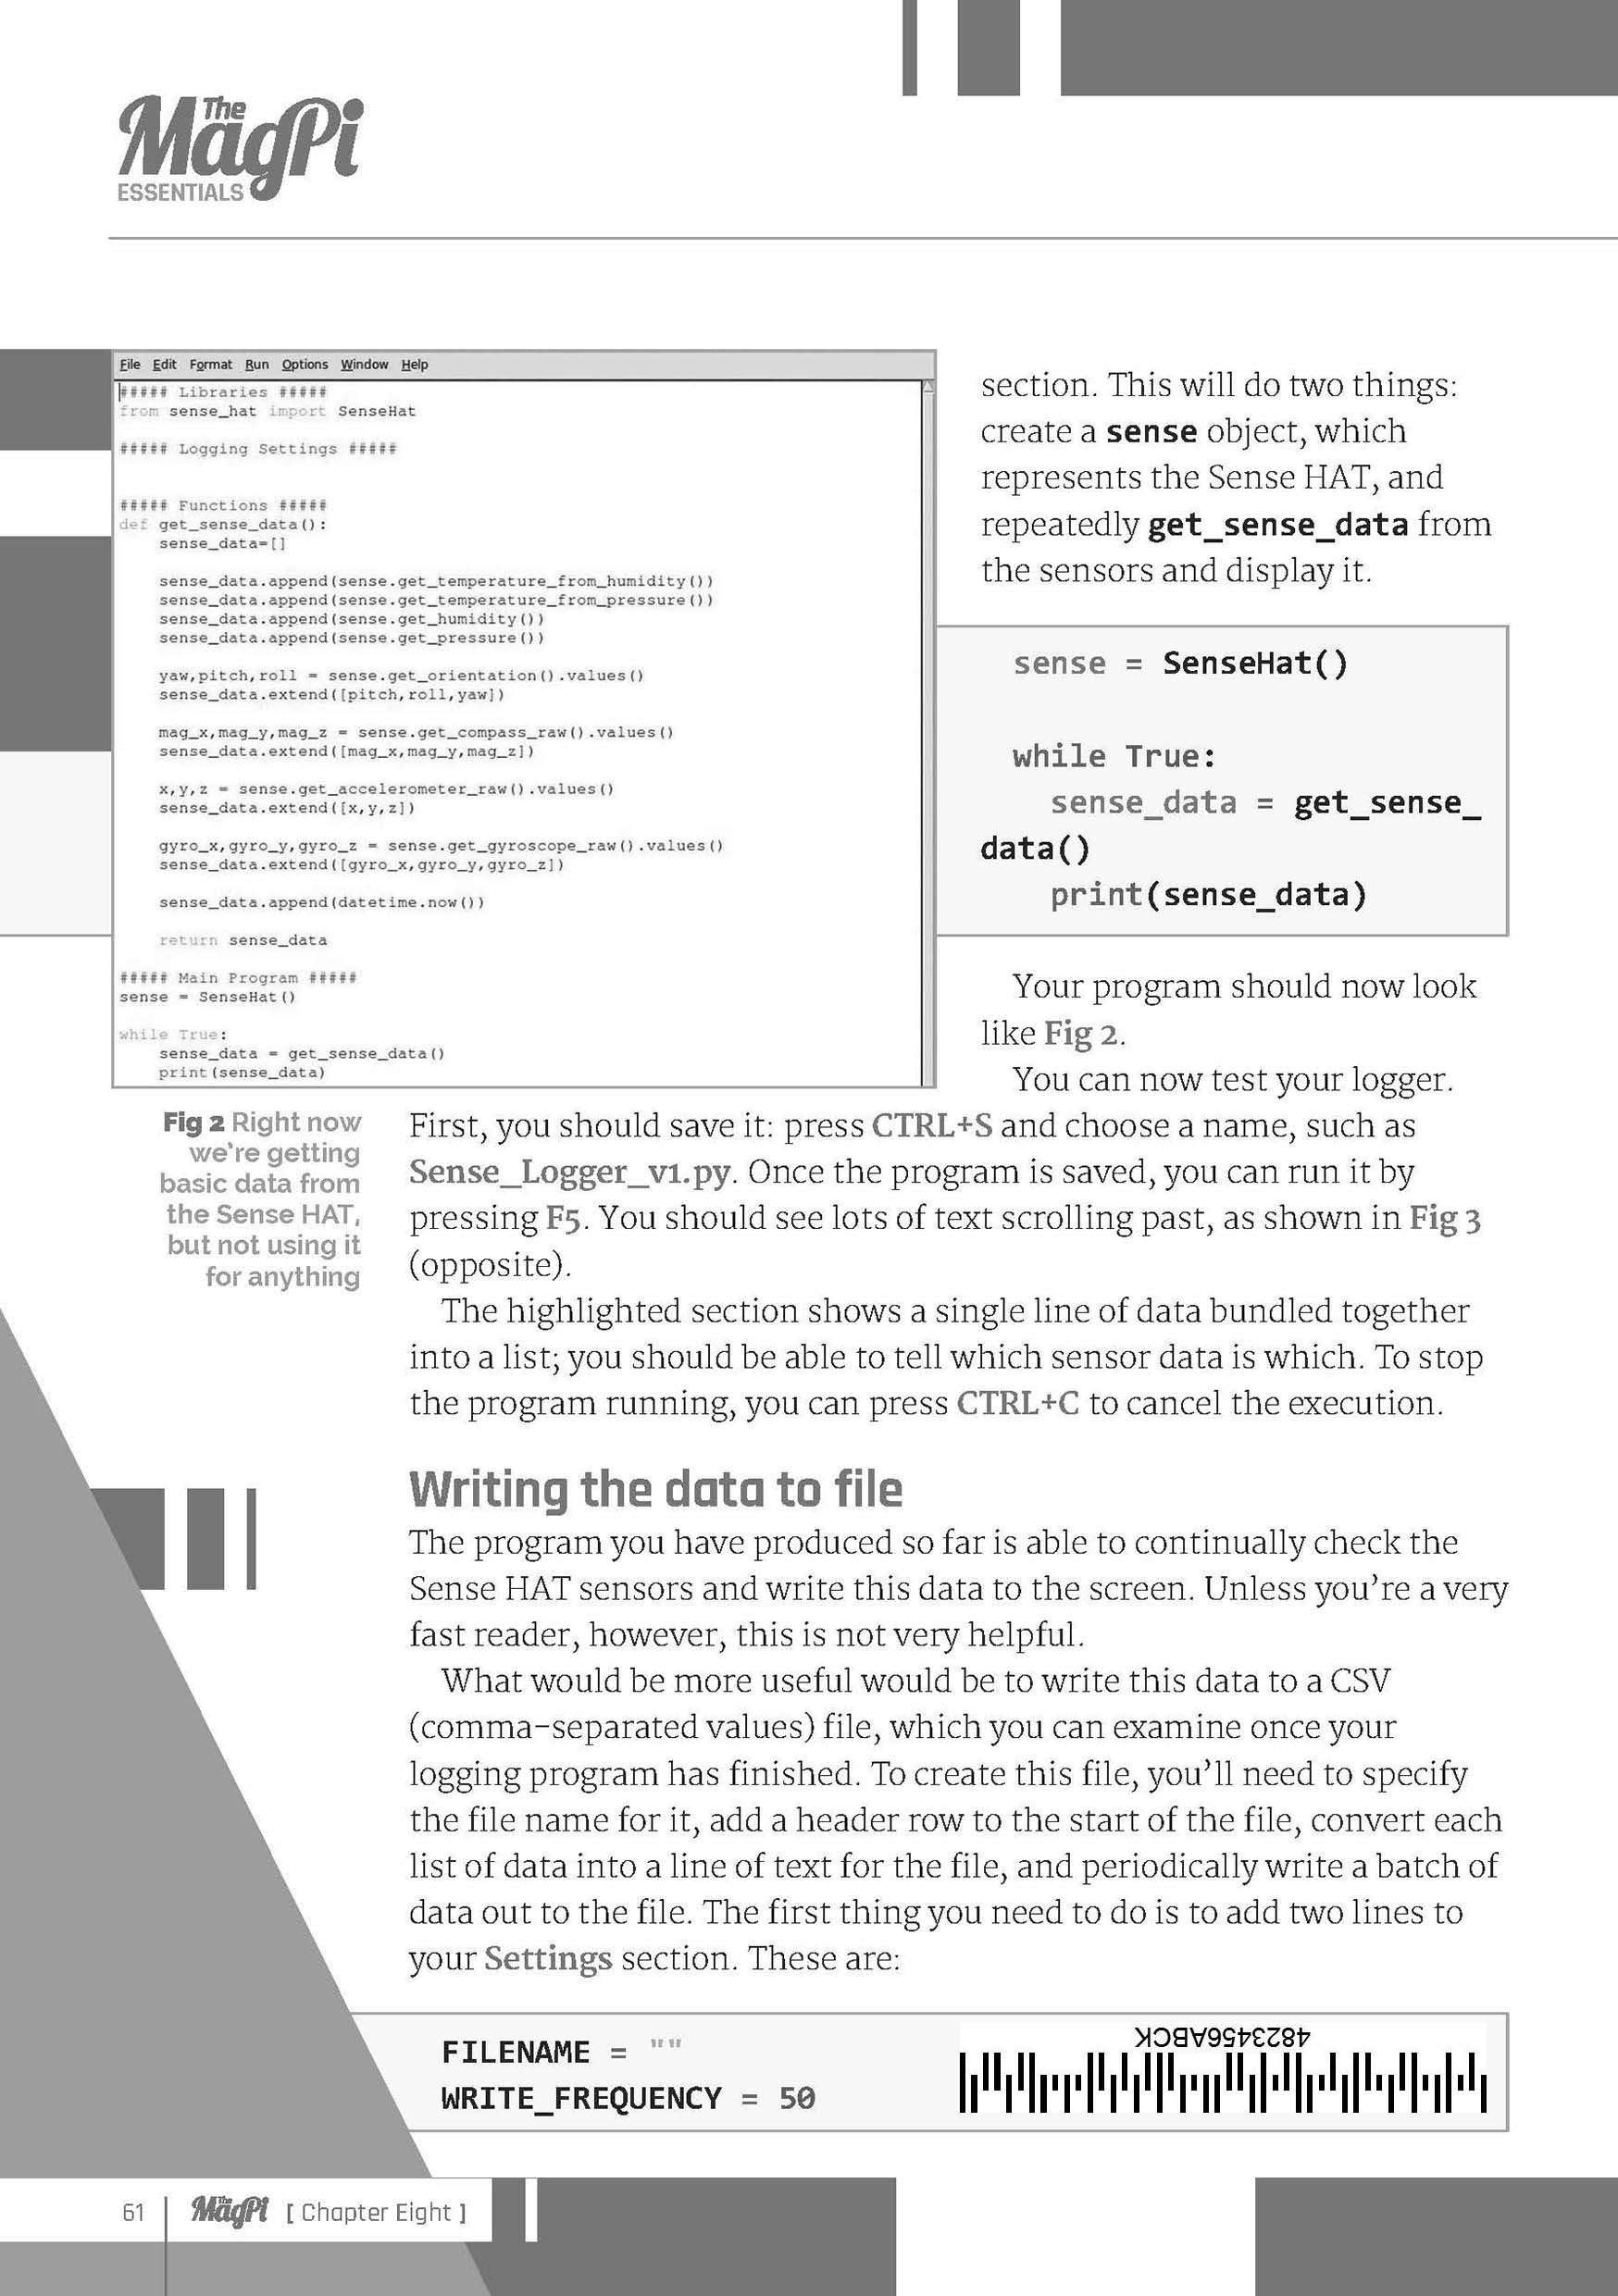 The
MagPi
ESSENTIALS
File Edit Format Run Options Window Help
##### Libraries #####
from sense_hat import SenseHat
##### Logging Settings #####
##### Functions #####
def get_sense_data():
    sense_data=[]
    sense_data.append(sense.get_temperature_from_humidity())
    sense_data.append(sense.get_temperature_from_pressure())
    sense_data.append(sense.get_humidity())
    sense_data.append(sense.get_pressure())
    yaw,pitch,roll = sense.get_orientation().values()
    sense_data.extend([pitch,roll,yaw])
    mag_x,mag_y,mag_z = sense.get_compass_raw().values()
    sense_data.extend([mag_x,mag_y,mag_z])
    x,y,z = sense.get_accelerometer_raw().values()
    sense_data.extend([x,y,z])
    gyro_x,gyro_y,gyro_z = sense.get_gyroscope_raw().values()
    sense_data.extend([gyro_x,gyro_y,gyro_z])
    sense_data.append(datetime.now())
    return sense_data
##### Main Program #####
sense = SenseHat()
while True:
    sense_data = get_sense_data()
    print(sense_data)
Fig 2 Right now
we're getting
basic data from
the Sense HAT,
but not using it
for anything
section. This will do two things:
create a sense object, which
represents the Sense HAT, and
repeatedly get_sense_data from
the sensors and display it.
sense = SenseHat()
while True:
  sense_data = get_sense_
data()
  print(sense_data)
Your program should now look
like Fig 2.
You can now test your logger.
First, you should save it: press CTRL+S and choose a name, such as
Sense_Logger_v1.py. Once the program is saved, you can run it by
pressing F5. You should see lots of text scrolling past, as shown in Fig 3
(opposite).
The highlighted section shows a single line of data bundled together
into a list; you should be able to tell which sensor data is which. To stop
the program running, you can press CTRL+C to cancel the execution.
Writing the data to file
The program you have produced so far is able to continually check the
Sense HAT sensors and write this data to the screen. Unless you're a very
fast reader, however, this is not very helpful.
What would be more useful would be to write this data to a CSV
(comma-separated values) file, which you can examine once your
logging program has finished. To create this file, you'll need to specify
the file name for it, add a header row to the start of the file, convert each
list of data into a line of text for the file, and periodically write a batch of
data out to the file. The first thing you need to do is to add two lines to
your Settings section. These are:
FILENAME = ""
WRITE_FREQUENCY = 50
4823456ABCK
61
The MagPi [ Chapter Eight ]